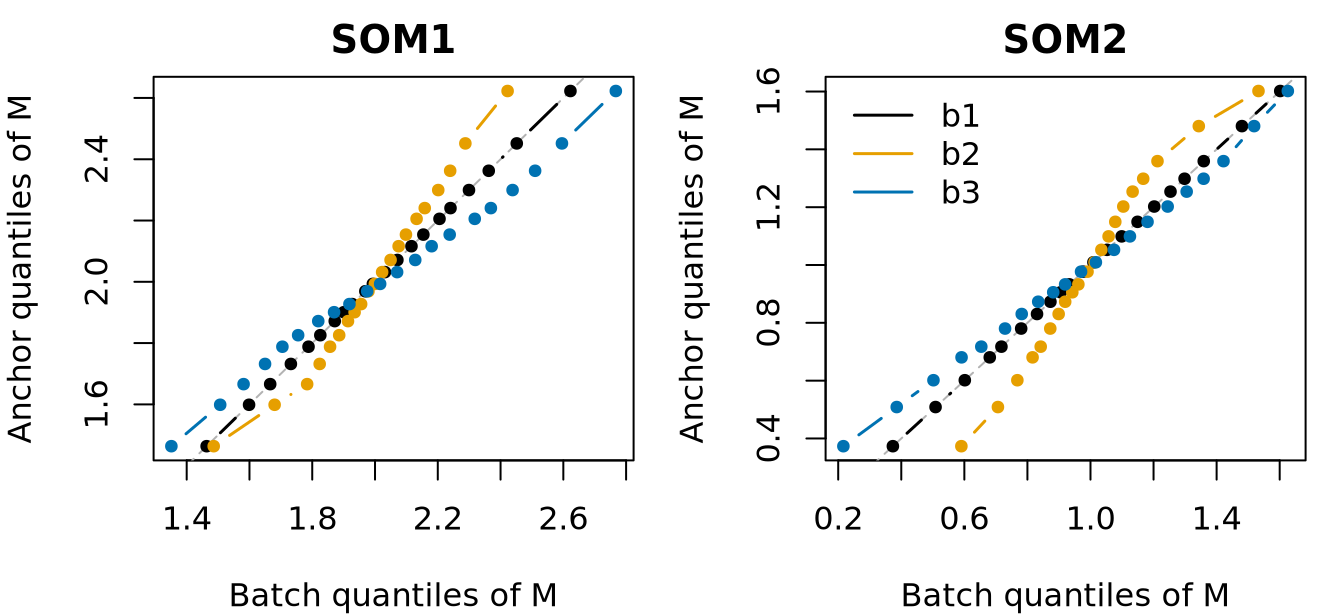 SOM1
Anchor quantiles of M
1.6 2.0 2.4
1.4 1.8 2.2 2.6
Batch quantiles of M
SOM2
Anchor quantiles of M
0.4 0.8 1.2 1.6
b1
b2
b3
0.2 0.6 1.0 1.4
Batch quantiles of M